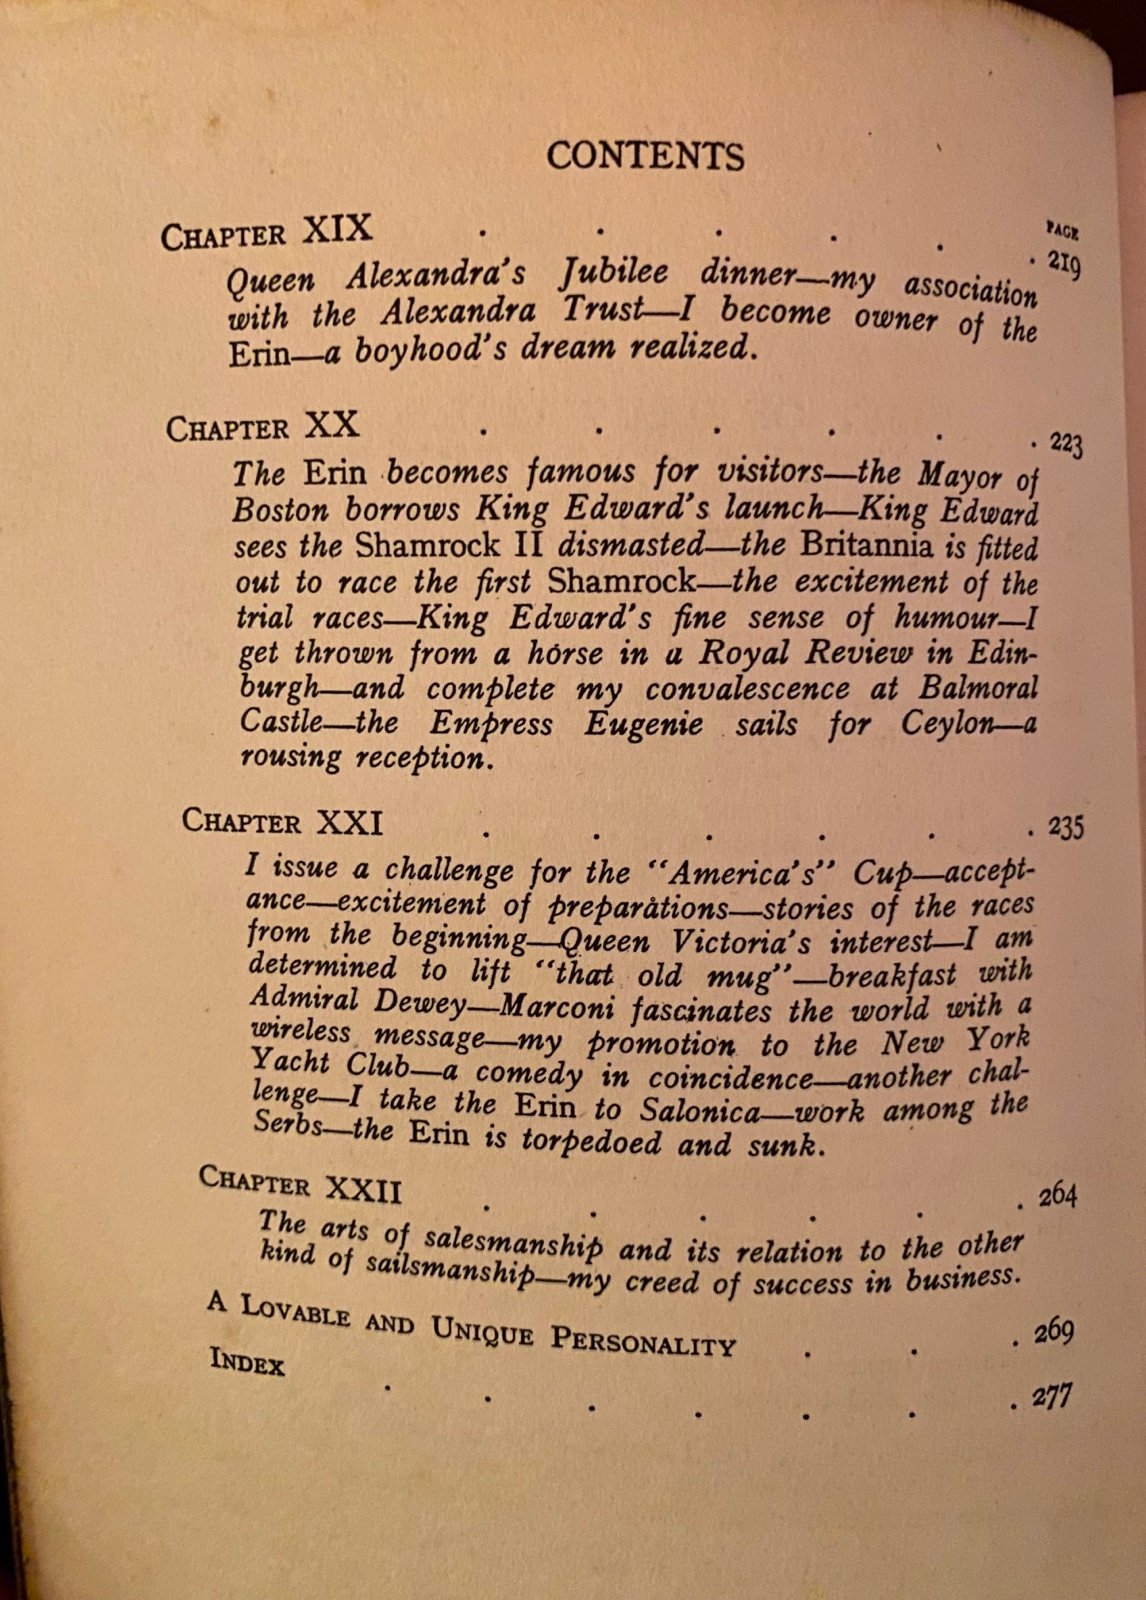 CONTENTS
CHAPTER XIX . . . . . .
PAGE
219
Queen Alexandra's Jubilee dinner—my association
with the Alexandra Trust—I become owner of the
Erin—a boyhood's dream realized.
CHAPTER XX . . . . . . 223
The Erin becomes famous for visitors—the Mayor of
Boston borrows King Edward's launch—King Edward
sees the Shamrock II dismasted—the Britannia is fitted
out to race the first Shamrock—the excitement of the
trial races—King Edward's fine sense of humour—I
get thrown from a horse in a Royal Review in Edin-
burgh—and complete my convalescence at Balmoral
Castle—the Empress Eugenie sails for Ceylon—a
rousing reception.
CHAPTER XXI . . . . . . 235
I issue a challenge for the "America's" Cup—accept-
ance—excitement of preparations—stories of the races
from the beginning—Queen Victoria's interest—I am
determined to lift "that old mug"—breakfast with
Admiral Dewey—Marconi fascinates the world with a
wireless message—my promotion to the New York
Yacht Club—a comedy in coincidence—another chal-
lenge—I take the Erin to Salonica—work among the
Serbs—the Erin is torpedoed and sunk.
CHAPTER XXII . . . . . . 264
The arts of salesmanship and its relation to the other
kind of sailsmanship—my creed of success in business.
A LOVABLE AND UNIQUE PERSONALITY . . . 269
INDEX . . . . . . . 277